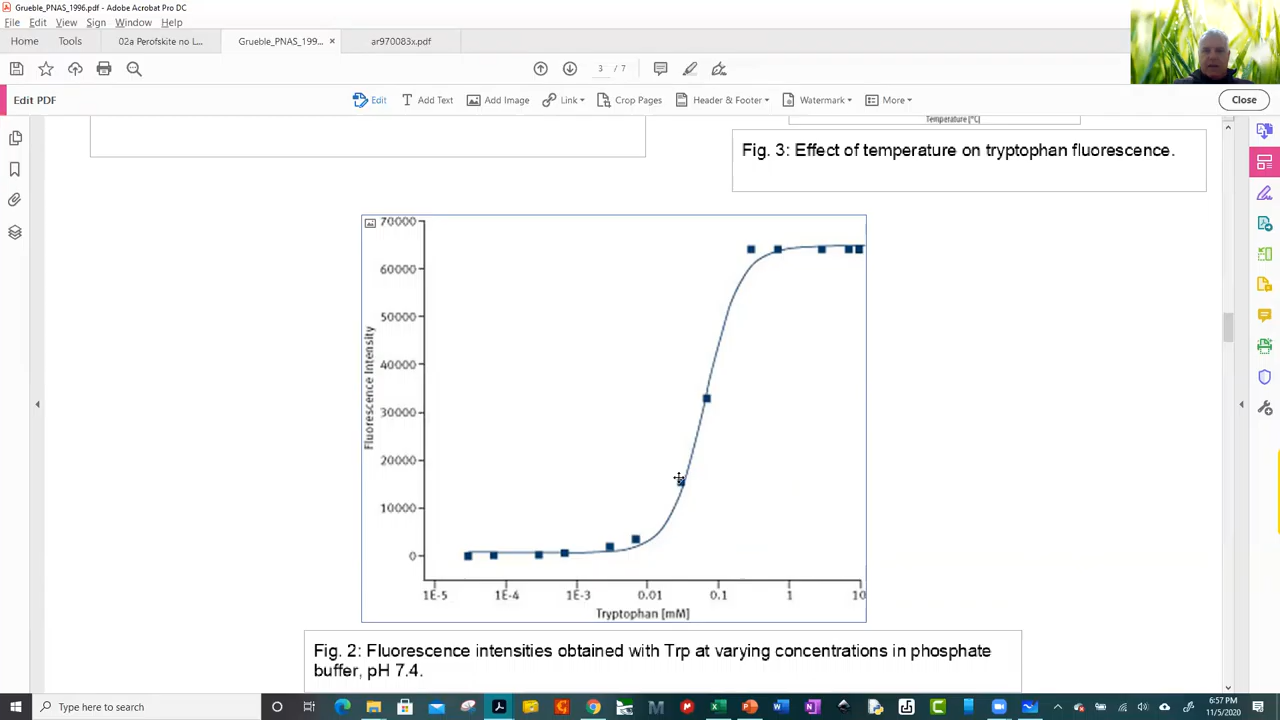 Grueble_PNAS_1996.pdf - Adobe Acrobat Pro DC
File Edit View Sign Window Help
Home Tools 02a Perofskite no L... Grueble_PNAS_199... × ar970083x.pdf
3 / 7
Edit PDF Edit Add Text Add Image Link Crop Pages Header & Footer Watermark More Close
Temperature [°C]
Fig. 3: Effect of temperature on tryptophan fluorescence.
70000
60000
50000
40000
30000
20000
10000
0
Fluorescence Intensity
1E-5 1E-4 1E-3 0.01 0.1 1 10
Tryptophan [mM]
Fig. 2: Fluorescence intensities obtained with Trp at varying concentrations in phosphate
buffer, pH 7.4.
Type here to search
6:57 PM
11/5/2020